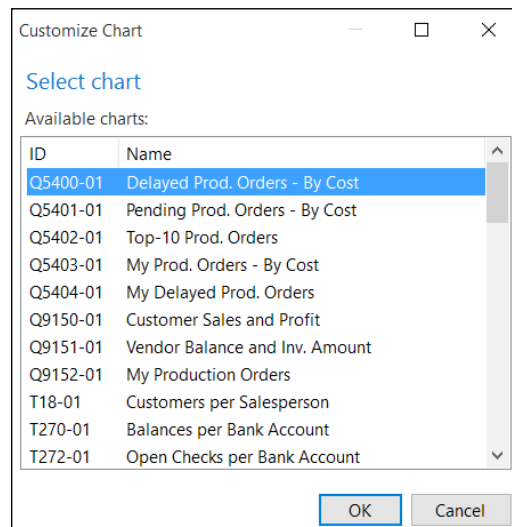 Customize Chart
Select chart
Available charts:
ID Name
Q5400-01 Delayed Prod. Orders - By Cost
Q5401-01 Pending Prod. Orders - By Cost
Q5402-01 Top-10 Prod. Orders
Q5403-01 My Prod. Orders - By Cost
Q5404-01 My Delayed Prod. Orders
Q9150-01 Customer Sales and Profit
Q9151-01 Vendor Balance and Inv. Amount
Q9152-01 My Production Orders
T18-01 Customers per Salesperson
T270-01 Balances per Bank Account
T272-01 Open Checks per Bank Account
OK Cancel